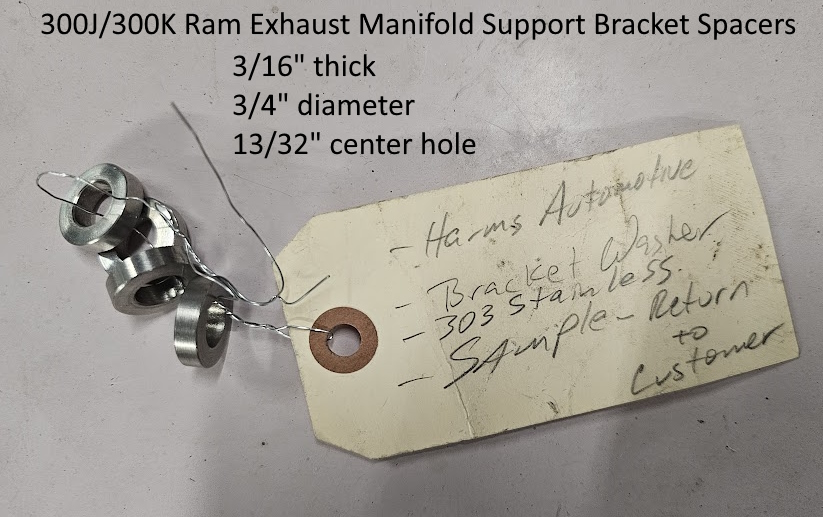 300J/300K Ram Exhaust Manifold Support Bracket Spacers
3/16" thick
3/4" diameter
13/32" center hole
- Harms Automotive
- Bracket Washer
- 303 Stainless
- Sample - Return
to
Customer